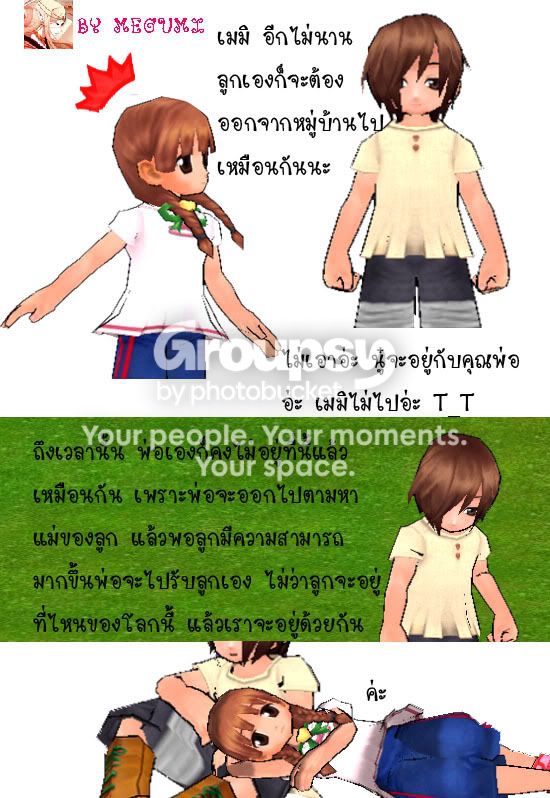 BY MEGUMI
เมมิ อีกไม่นาน
ลูกเองก็จะต้อง
ออกจากหมู่บ้านไป
เหมือนกันนะ
Groupsy
by photobucket
ไม่เอาอ่ะ นู๋จะอยู่กับคุณพ่อ
อ่ะ เมมิไม่ไปอ่ะ T_T
Your people. Your moments.
Your space.
ถึงเวลานั้น พ่อเองก็คงไม่อยู่ที่นี่แล้ว
เหมือนกัน เพราะพ่อจะออกไปตามหา
แม่ของลูก แล้วพอลูกมีความสามารถ
มากขึ้นพ่อจะไปรับลูกเอง ไม่ว่าลูกจะอยู่
ที่ไหนของโลกนี้ แล้วเราจะอยู่ด้วยกัน
ค่ะ